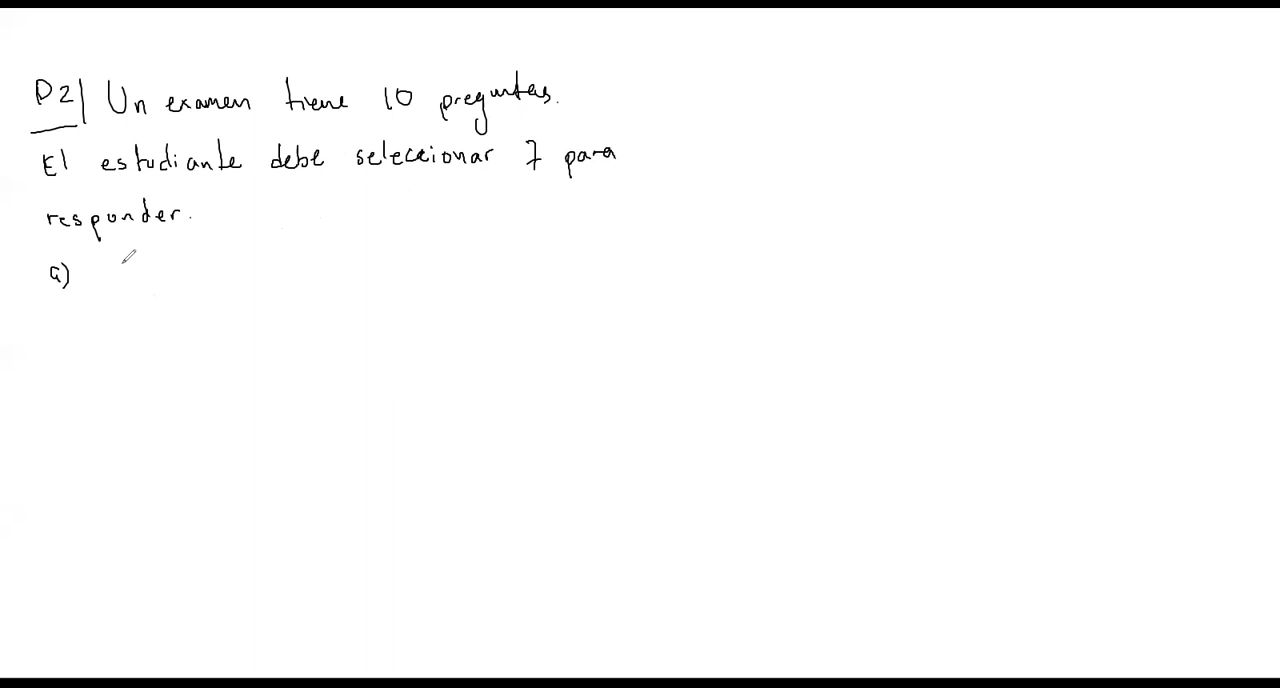 P2| Un examen tiene 10 preguntas.
El estudiante debe seleccionar 7 para
responder.
a)